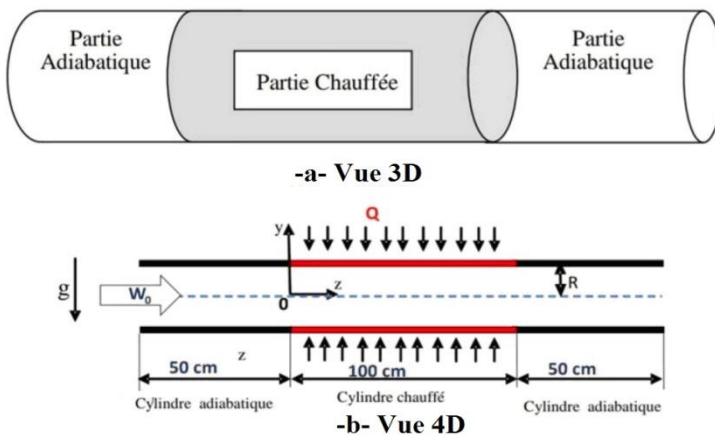 Partie
Adiabatique
Partie Chauffée
Partie
Adiabatique
-a- Vue 3D
Q
y
g
W0
z
0
R
z
50 cm
100 cm
50 cm
Cylindre adiabatique
Cylindre chauffé
Cylindre adiabatique
-b- Vue 4D